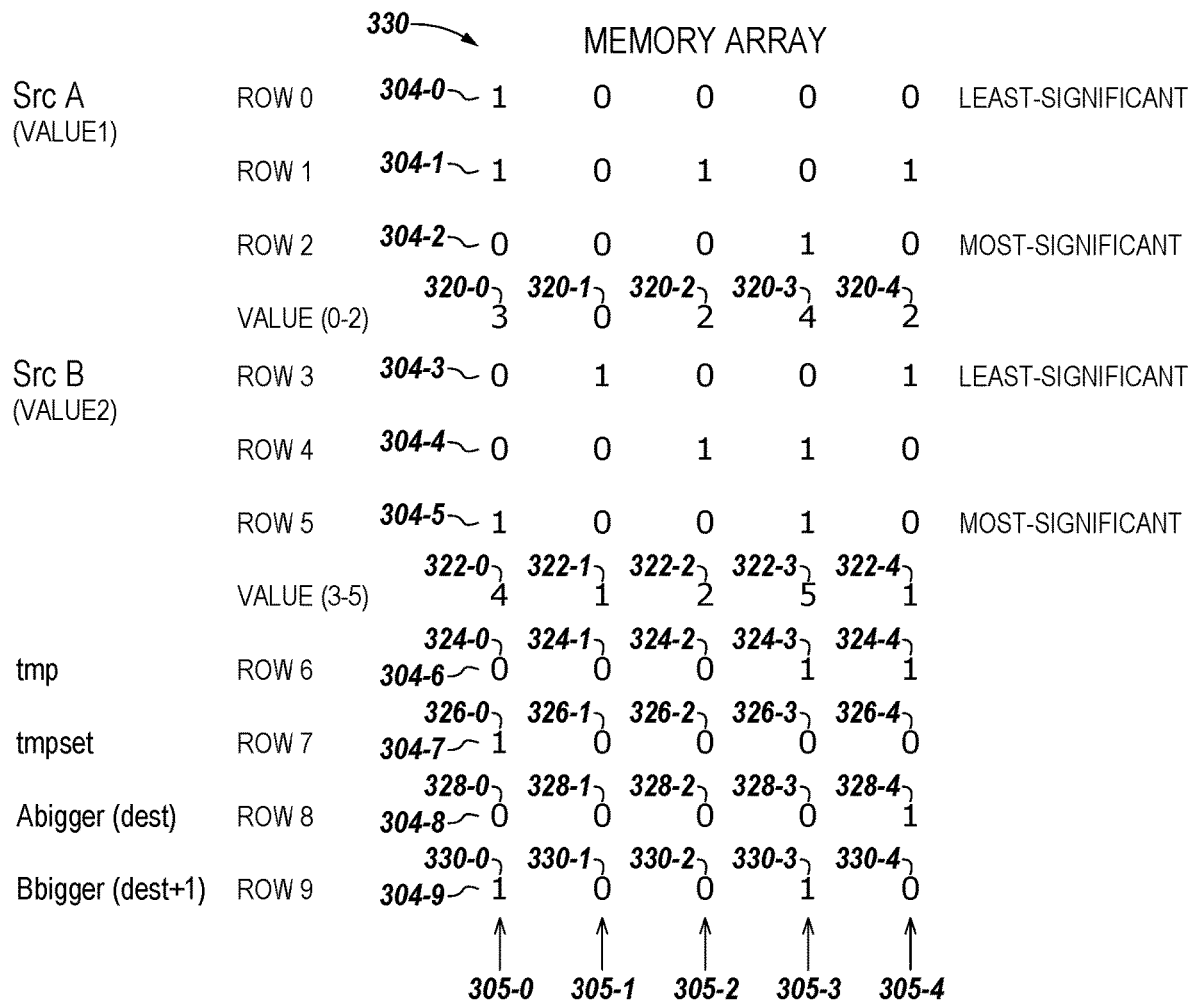 330 MEMORY ARRAY
Src A ROW 0 304-0 1 0 0 0 0 LEAST-SIGNIFICANT
(VALUE1)
ROW 1 304-1 1 0 1 0 1
ROW 2 304-2 0 0 0 1 0 MOST-SIGNIFICANT
320-0 320-1 320-2 320-3 320-4
VALUE (0-2) 3 0 2 4 2
Src B ROW 3 304-3 0 1 0 0 1 LEAST-SIGNIFICANT
(VALUE2)
ROW 4 304-4 0 0 1 1 0
ROW 5 304-5 1 0 0 1 0 MOST-SIGNIFICANT
322-0 322-1 322-2 322-3 322-4
VALUE (3-5) 4 1 2 5 1
324-0 324-1 324-2 324-3 324-4
tmp ROW 6 304-6 0 0 0 1 1
326-0 326-1 326-2 326-3 326-4
tmpset ROW 7 304-7 1 0 0 0 0
328-0 328-1 328-2 328-3 328-4
Abigger (dest) ROW 8 304-8 0 0 0 0 1
330-0 330-1 330-2 330-3 330-4
Bbigger (dest+1) ROW 9 304-9 1 0 0 1 0
305-0 305-1 305-2 305-3 305-4